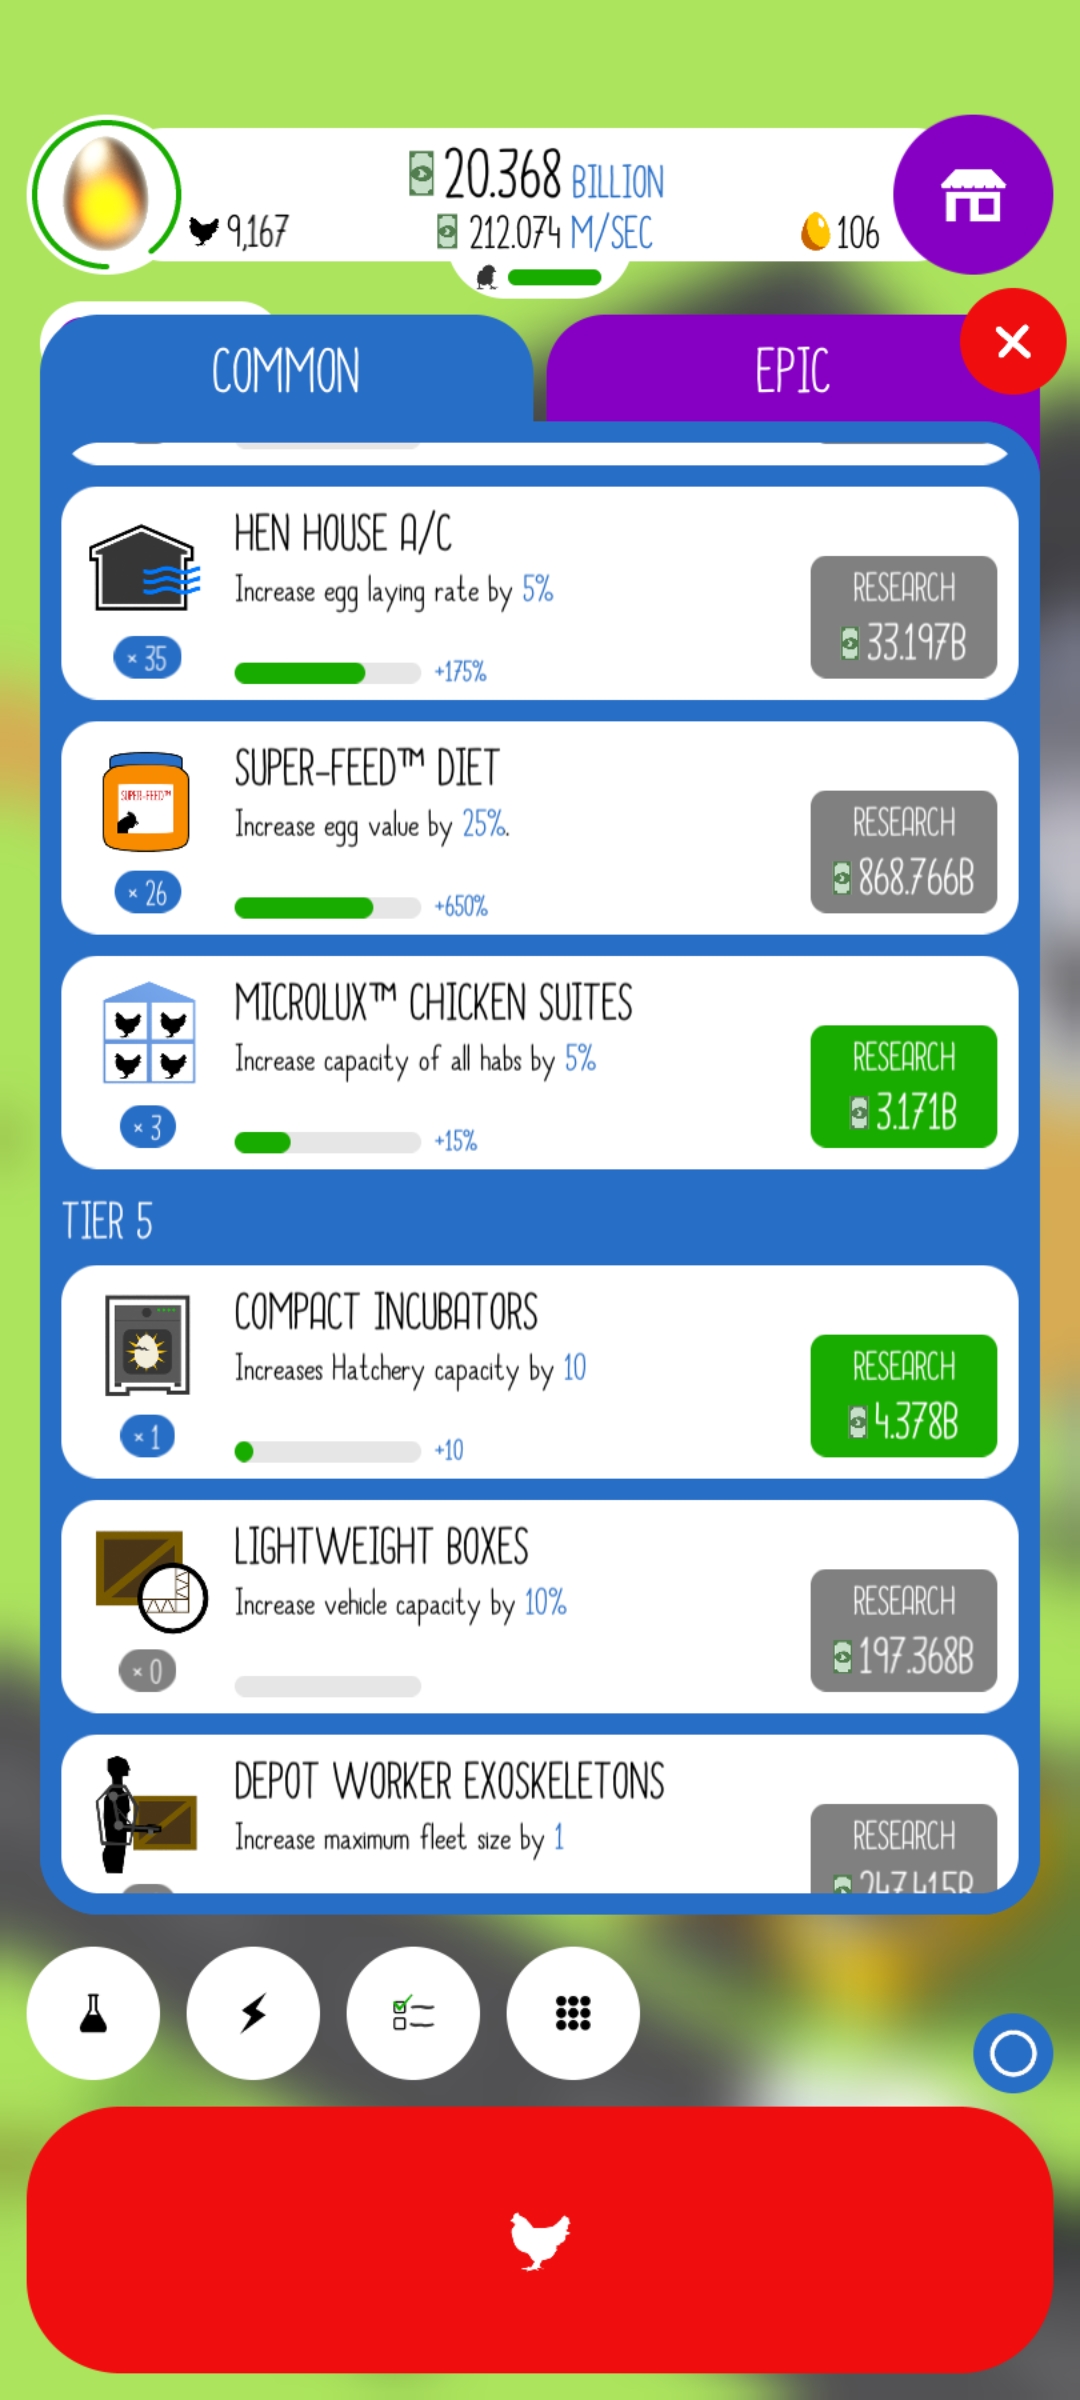 20.368 BILLION
9,167
212.074 M/SEC
106
COMMON
EPIC
HEN HOUSE A/C
Increase egg laying rate by 5%
× 35
+175%
RESEARCH
33.197B
SUPER-FEED™ DIET
Increase egg value by 25%.
SUPER-FEED™
× 26
+650%
RESEARCH
868.766B
MICROLUX™ CHICKEN SUITES
Increase capacity of all habs by 5%
× 3
+15%
RESEARCH
3.171B
TIER 5
COMPACT INCUBATORS
Increases Hatchery capacity by 10
× 1
+10
RESEARCH
4.378B
LIGHTWEIGHT BOXES
Increase vehicle capacity by 10%
× 0
RESEARCH
197.368B
DEPOT WORKER EXOSKELETONS
Increase maximum fleet size by 1
RESEARCH
247.415B